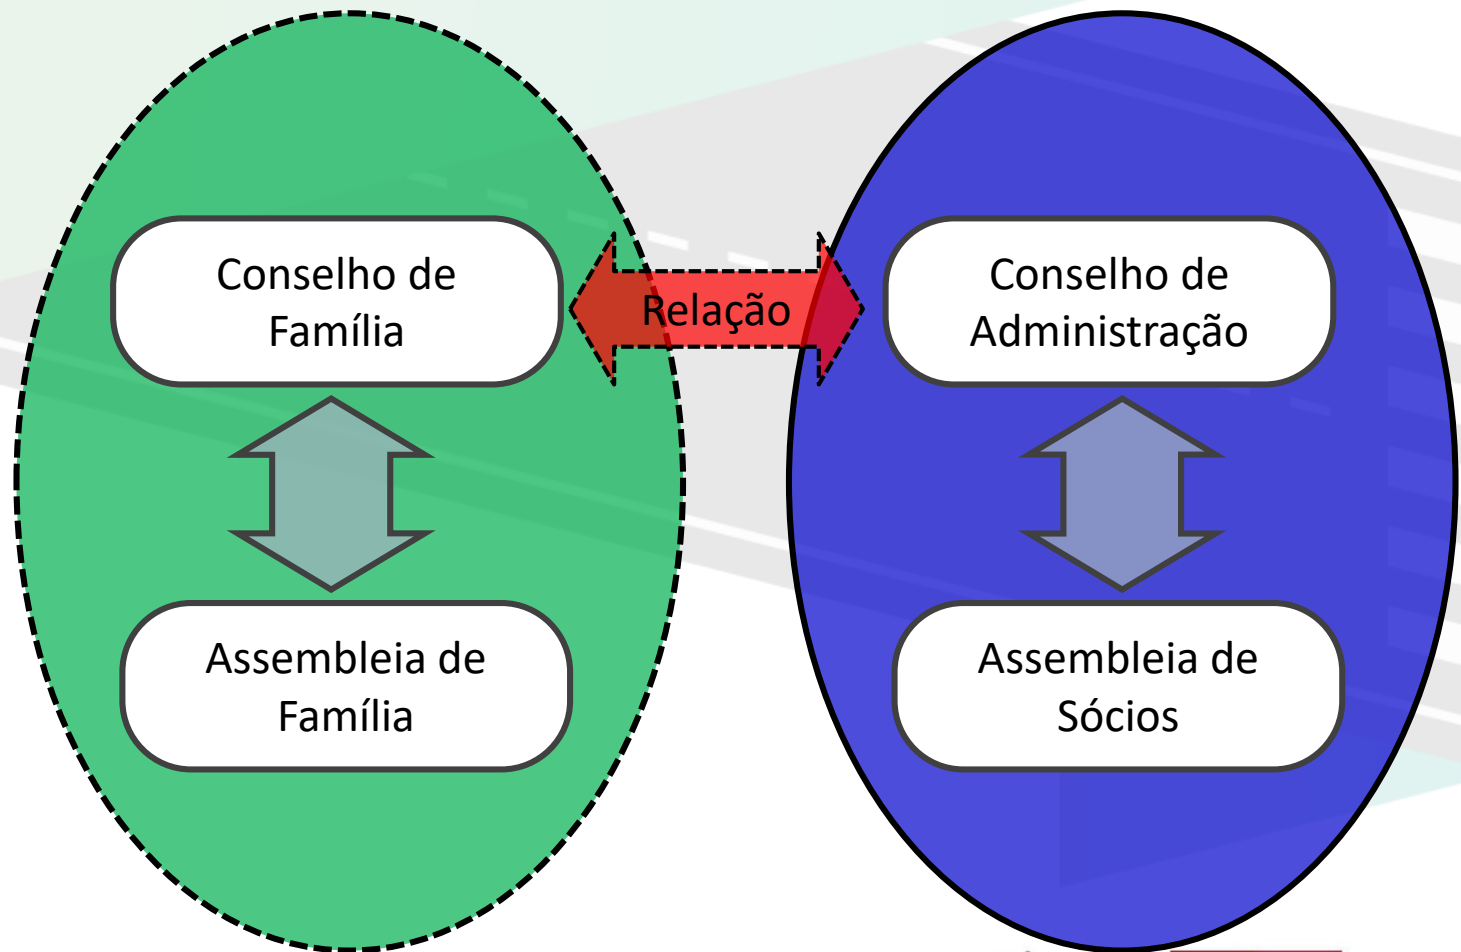 Conselho de
Família
Relação
Conselho de
Administração
Assembleia de
Família
Assembleia de
Sócios